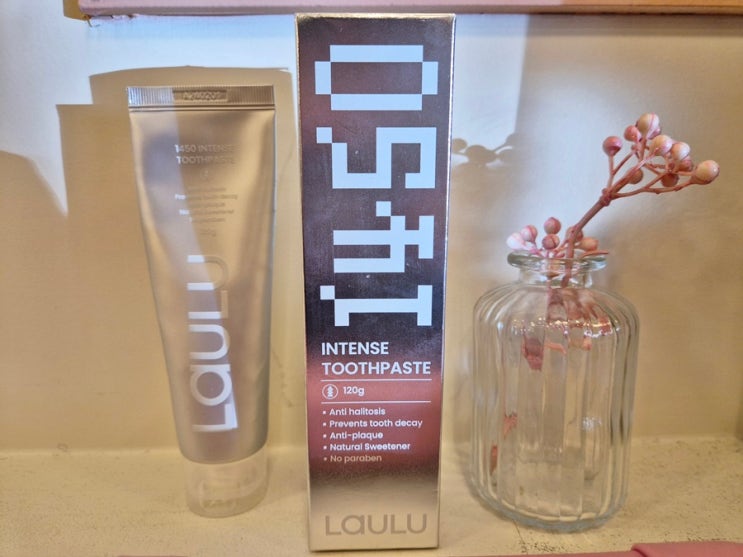 1450 INTENSE
TOOTHPASTE
LAULU
1450
INTENSE
TOOTHPASTE
120g
Anti halitosis
Prevents tooth decay
Anti-plaque
Natural Sweetener
No paraben
LAULU